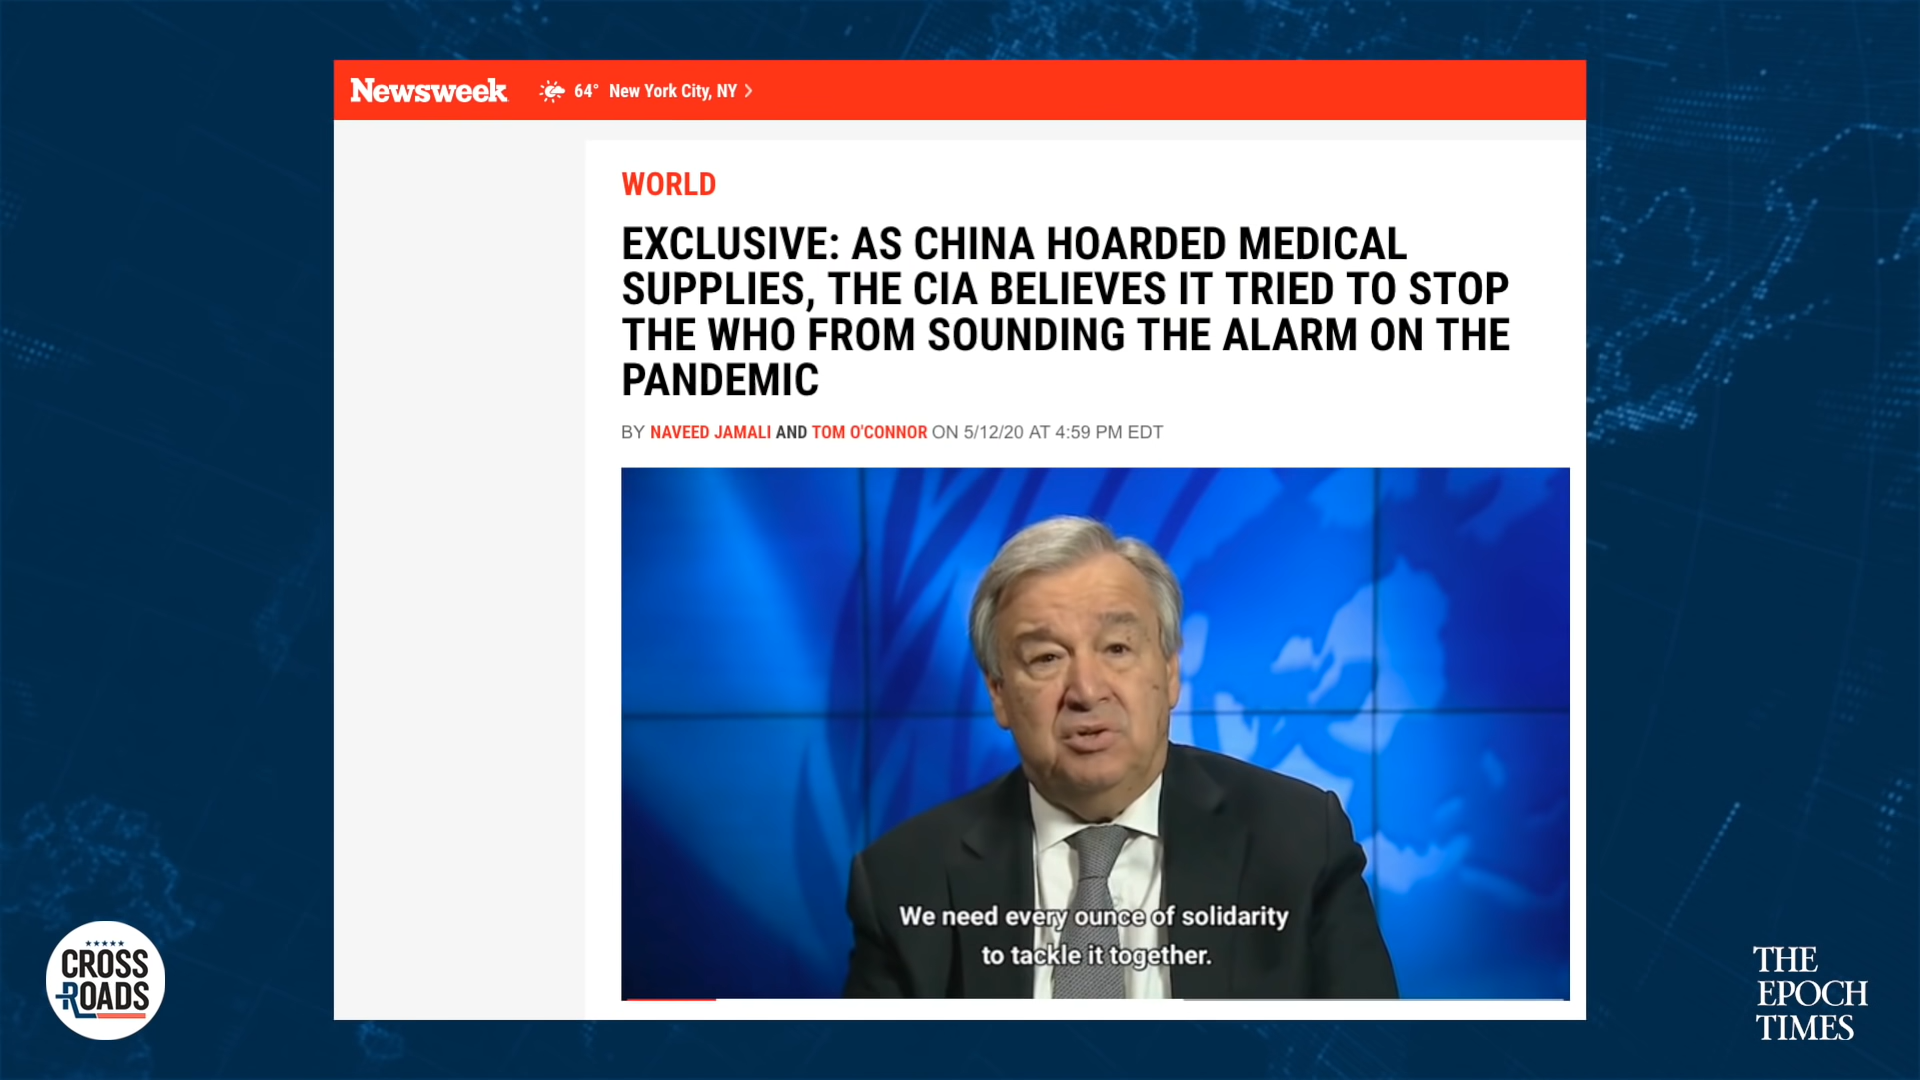 Newsweek
64° New York City, NY >
WORLD
EXCLUSIVE: AS CHINA HOARDED MEDICAL
SUPPLIES, THE CIA BELIEVES IT TRIED TO STOP
THE WHO FROM SOUNDING THE ALARM ON THE
PANDEMIC
BY NAVEED JAMALI AND TOM O'CONNOR ON 5/12/20 AT 4:59 PM EDT
We need every ounce of solidarity
to tackle it together.
CROSS
ROADS
THE
EPOCH
TIMES